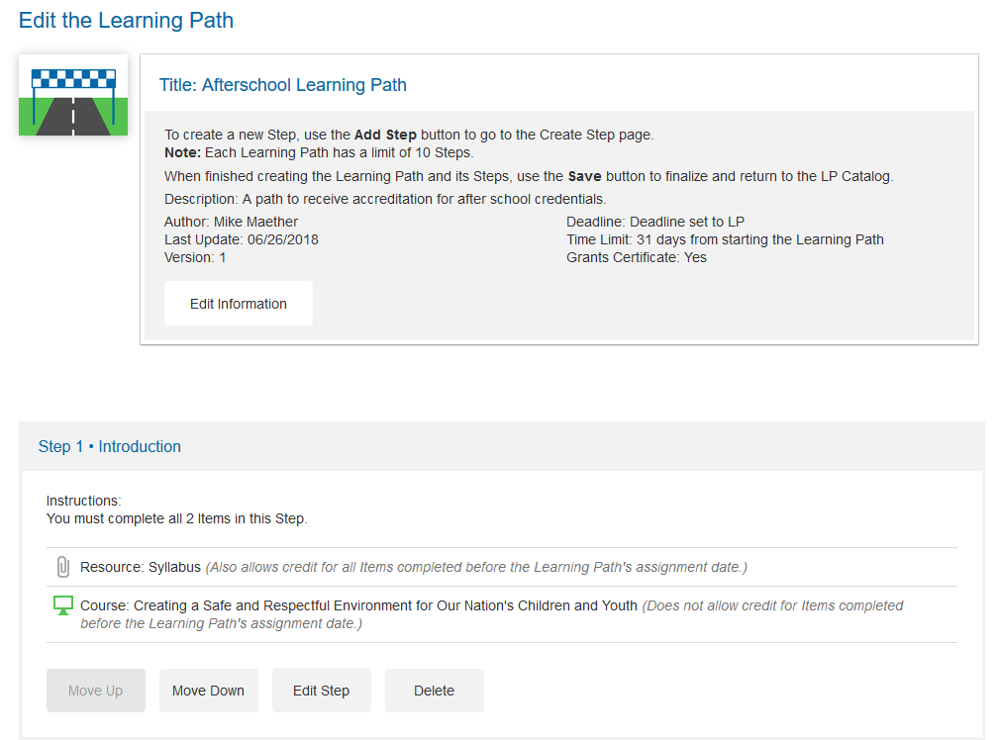 Edit the Learning Path
Title: Afterschool Learning Path
To create a new Step, use the Add Step button to go to the Create Step page.
Note: Each Learning Path has a limit of 10 Steps.
When finished creating the Learning Path and its Steps, use the Save button to finalize and return to the LP Catalog.
Description: A path to receive accreditation for after school credentials.
Author: Mike Maether
Last Update: 06/26/2018
Version: 1
Deadline: Deadline set to LP
Time Limit: 31 days from starting the Learning Path
Grants Certificate: Yes
Edit Information
Step 1 • Introduction
Instructions:
You must complete all 2 Items in this Step.
Resource: Syllabus (Also allows credit for all Items completed before the Learning Path's assignment date.)
Course: Creating a Safe and Respectful Environment for Our Nation's Children and Youth (Does not allow credit for Items completed
before the Learning Path's assignment date.)
Move Up
Move Down
Edit Step
Delete